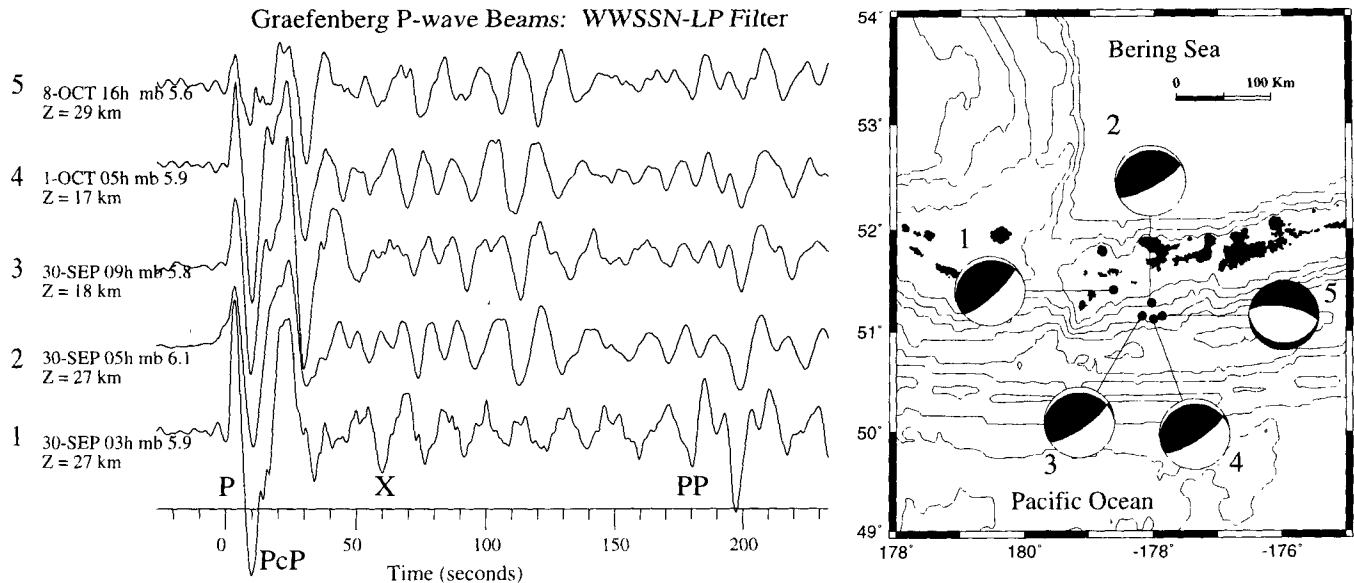 Graefenberg P-wave Beams: WWSSN-LP Filter
5
8-OCT 16h mb 5.6
Z = 29 km
4
1-OCT 05h mb 5.9
Z = 17 km
3
30-SEP 09h mb 5.8
Z = 18 km
2
30-SEP 05h mb 6.1
Z = 27 km
1
30-SEP 03h mb 5.9
Z = 27 km
P
X
PP
PcP
0
50
100
150
200
Time (seconds)
54°
53°
52°
51°
50°
49°
Bering Sea
0
100 Km
2
1
5
3
4
Pacific Ocean
178°
180°
-178°
-176°